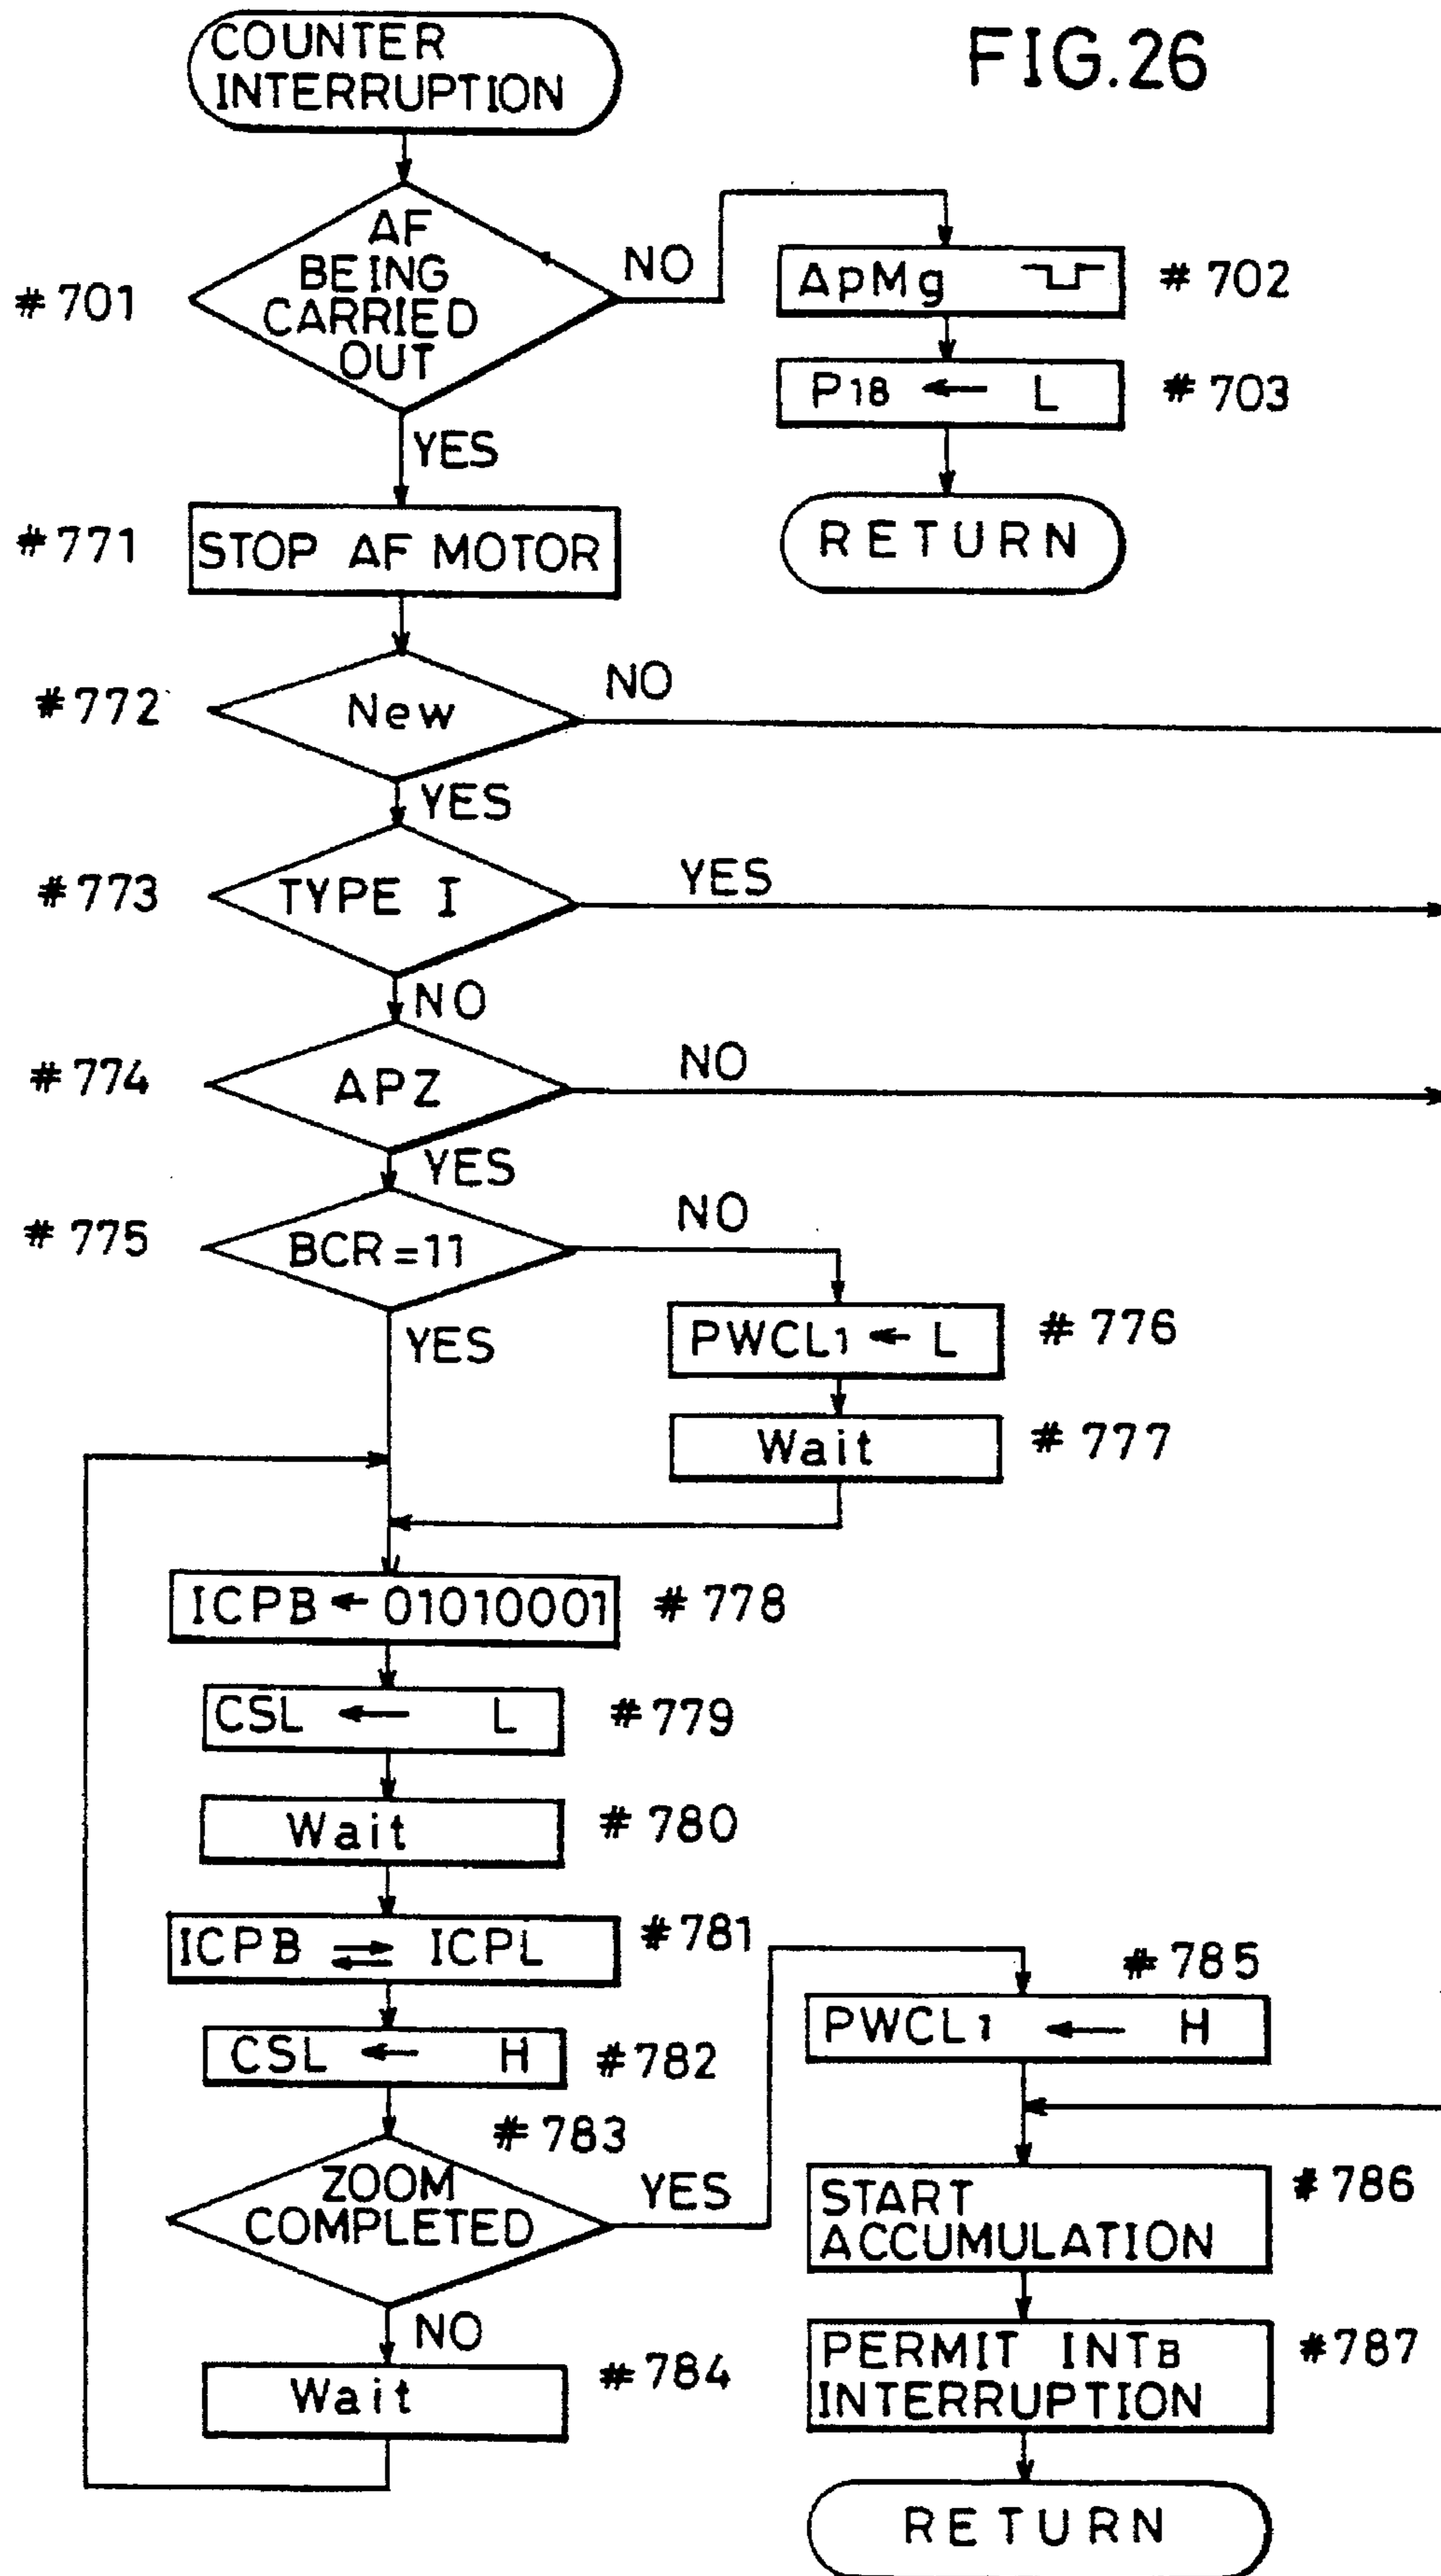 FIG.26
COUNTER
INTERRUPTION
#701
AF
BEING
CARRIED
OUT
NO
ApMg
#702
P18 ← L
#703
RETURN
YES
#771
STOP AF MOTOR
#772
New
NO
YES
#773
TYPE I
YES
NO
#774
APZ
NO
YES
#775
BCR=11
NO
YES
PWCL1 ← L
#776
Wait
#777
ICPB ← 01010001
#778
CSL ← L
#779
Wait
#780
ICPB ⇄ ICPL
#781
CSL ← H
#782
#783
ZOOM
COMPLETED
YES
NO
Wait
#784
#785
PWCL1 ← H
START
ACCUMULATION
#786
PERMIT INTB
INTERRUPTION
#787
RETURN